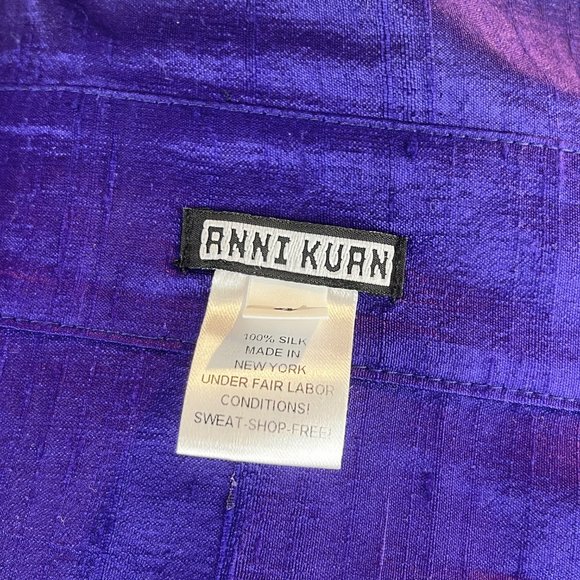 ANNI KUAN
100% SILK
MADE IN
NEW YORK
UNDER FAIR LABOR
CONDITIONS!
SWEAT-SHOP-FREE!